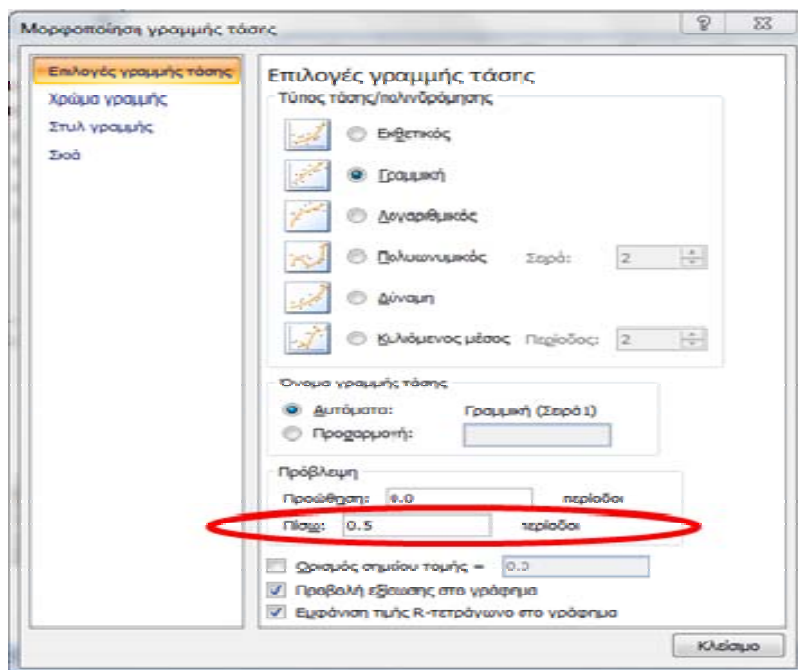 Μορφοποίηση γραμμής τάσης
Επιλογές γραμμής τάσης
Χρώμα γραμμής
Στυλ γραμμής
Σκιά
Επιλογές γραμμής τάσης
Τύπος τάσης/παλινδρόμησης
Εκθετικός
Γραμμική
Λογαριθμικός
Πολυωνυμικός Σειρά: 2
Δύναμη
Κυλιόμενος μέσος Περίοδος: 2
Όνομα γραμμής τάσης
Αυτόματα: Γραμμική (Σειρά1)
Προσαρμογή:
Πρόβλεψη
Προώθηση: 0.0 περίοδοι
Πίσω: 0.5 περίοδοι
Ορισμός σημείου τομής = 0.0
Προβολή εξίσωσης στο γράφημα
Εμφάνιση τιμής R-τετράγωνο στο γράφημα
Κλείσιμο